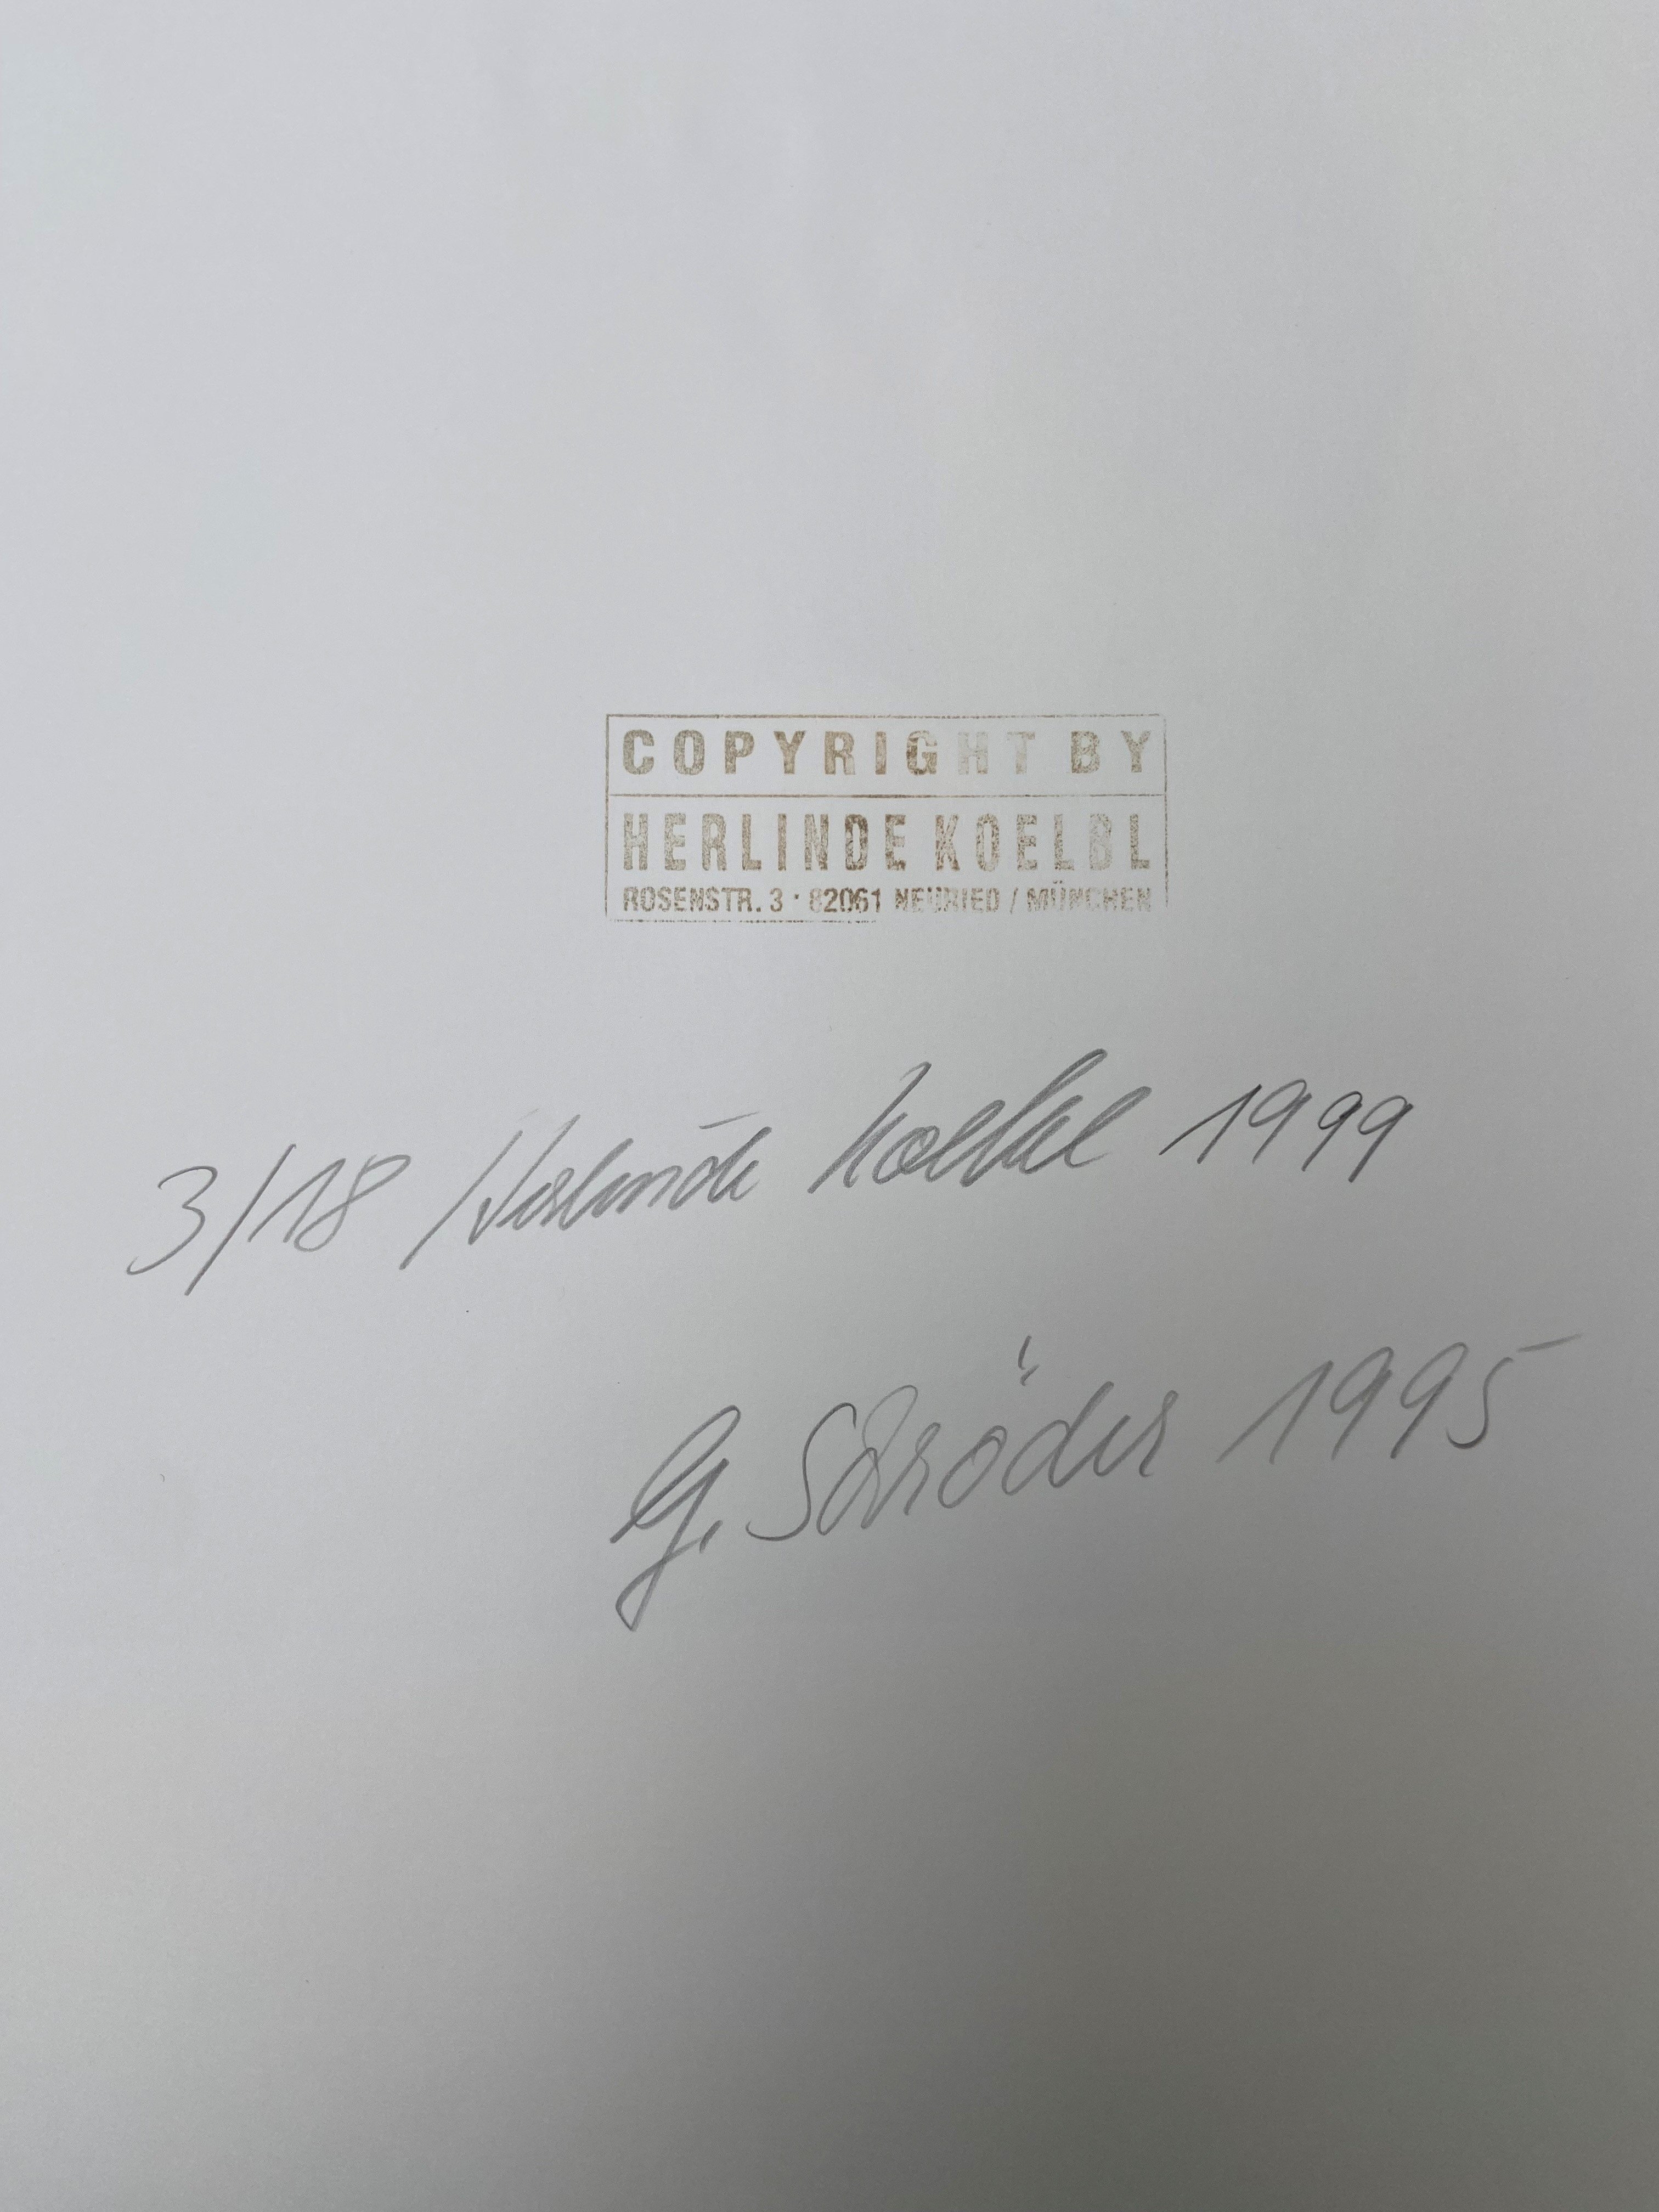 COPYRIGHT BY
HERLINDE KOELBL
ROSENSTR. 3 · 82061 NEURIED / MÜNCHEN
3/18 Herlinde Koelbl 1999
G. Schröder 1995